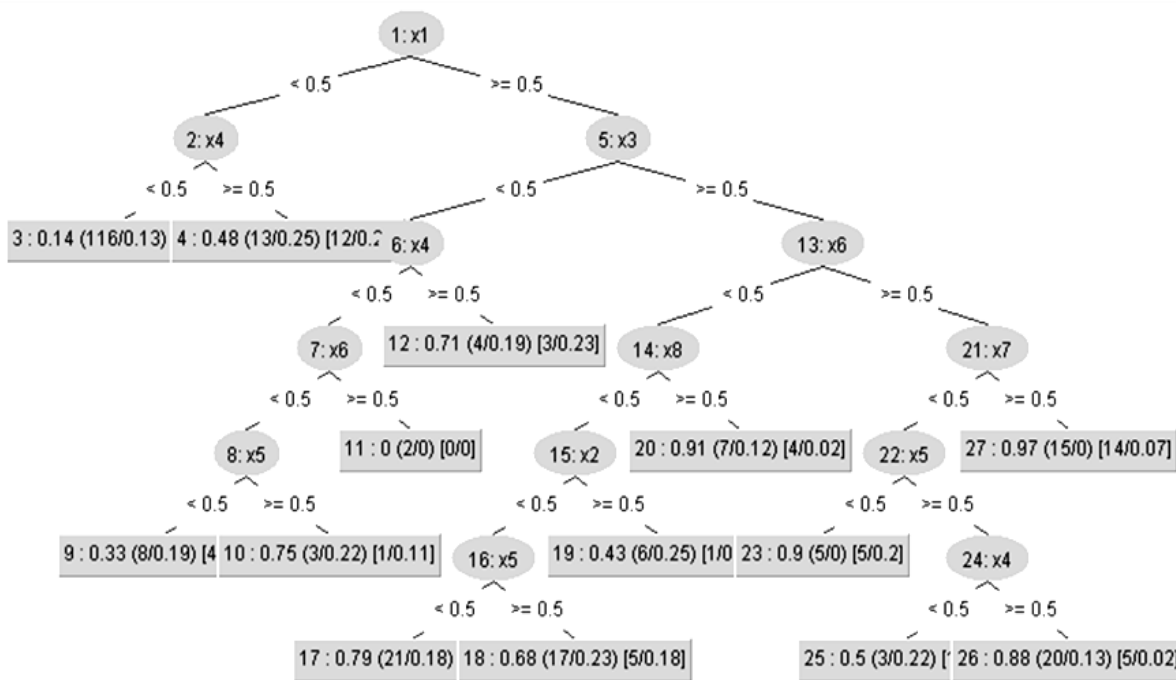 1: x1
< 0.5 >= 0.5
2: x4 5: x3
< 0.5 >= 0.5 < 0.5 >= 0.5
3 : 0.14 (116/0.13) 4 : 0.48 (13/0.25) [12/0.2 6: x4 13: x6
< 0.5 >= 0.5 < 0.5 >= 0.5
7: x6 12 : 0.71 (4/0.19) [3/0.23] 14: x8 21: x7
< 0.5 >= 0.5 < 0.5 >= 0.5 < 0.5 >= 0.5
8: x5 11 : 0 (2/0) [0/0] 15: x2 20 : 0.91 (7/0.12) [4/0.02] 22: x5 27 : 0.97 (15/0) [14/0.07]
< 0.5 >= 0.5 < 0.5 >= 0.5 < 0.5 >= 0.5
9 : 0.33 (8/0.19) [4 10 : 0.75 (3/0.22) [1/0.11] 16: x5 19 : 0.43 (6/0.25) [1/0 23 : 0.9 (5/0) [5/0.2] 24: x4
< 0.5 >= 0.5 < 0.5 >= 0.5
17 : 0.79 (21/0.18) 18 : 0.68 (17/0.23) [5/0.18] 25 : 0.5 (3/0.22) [ 26 : 0.88 (20/0.13) [5/0.02]